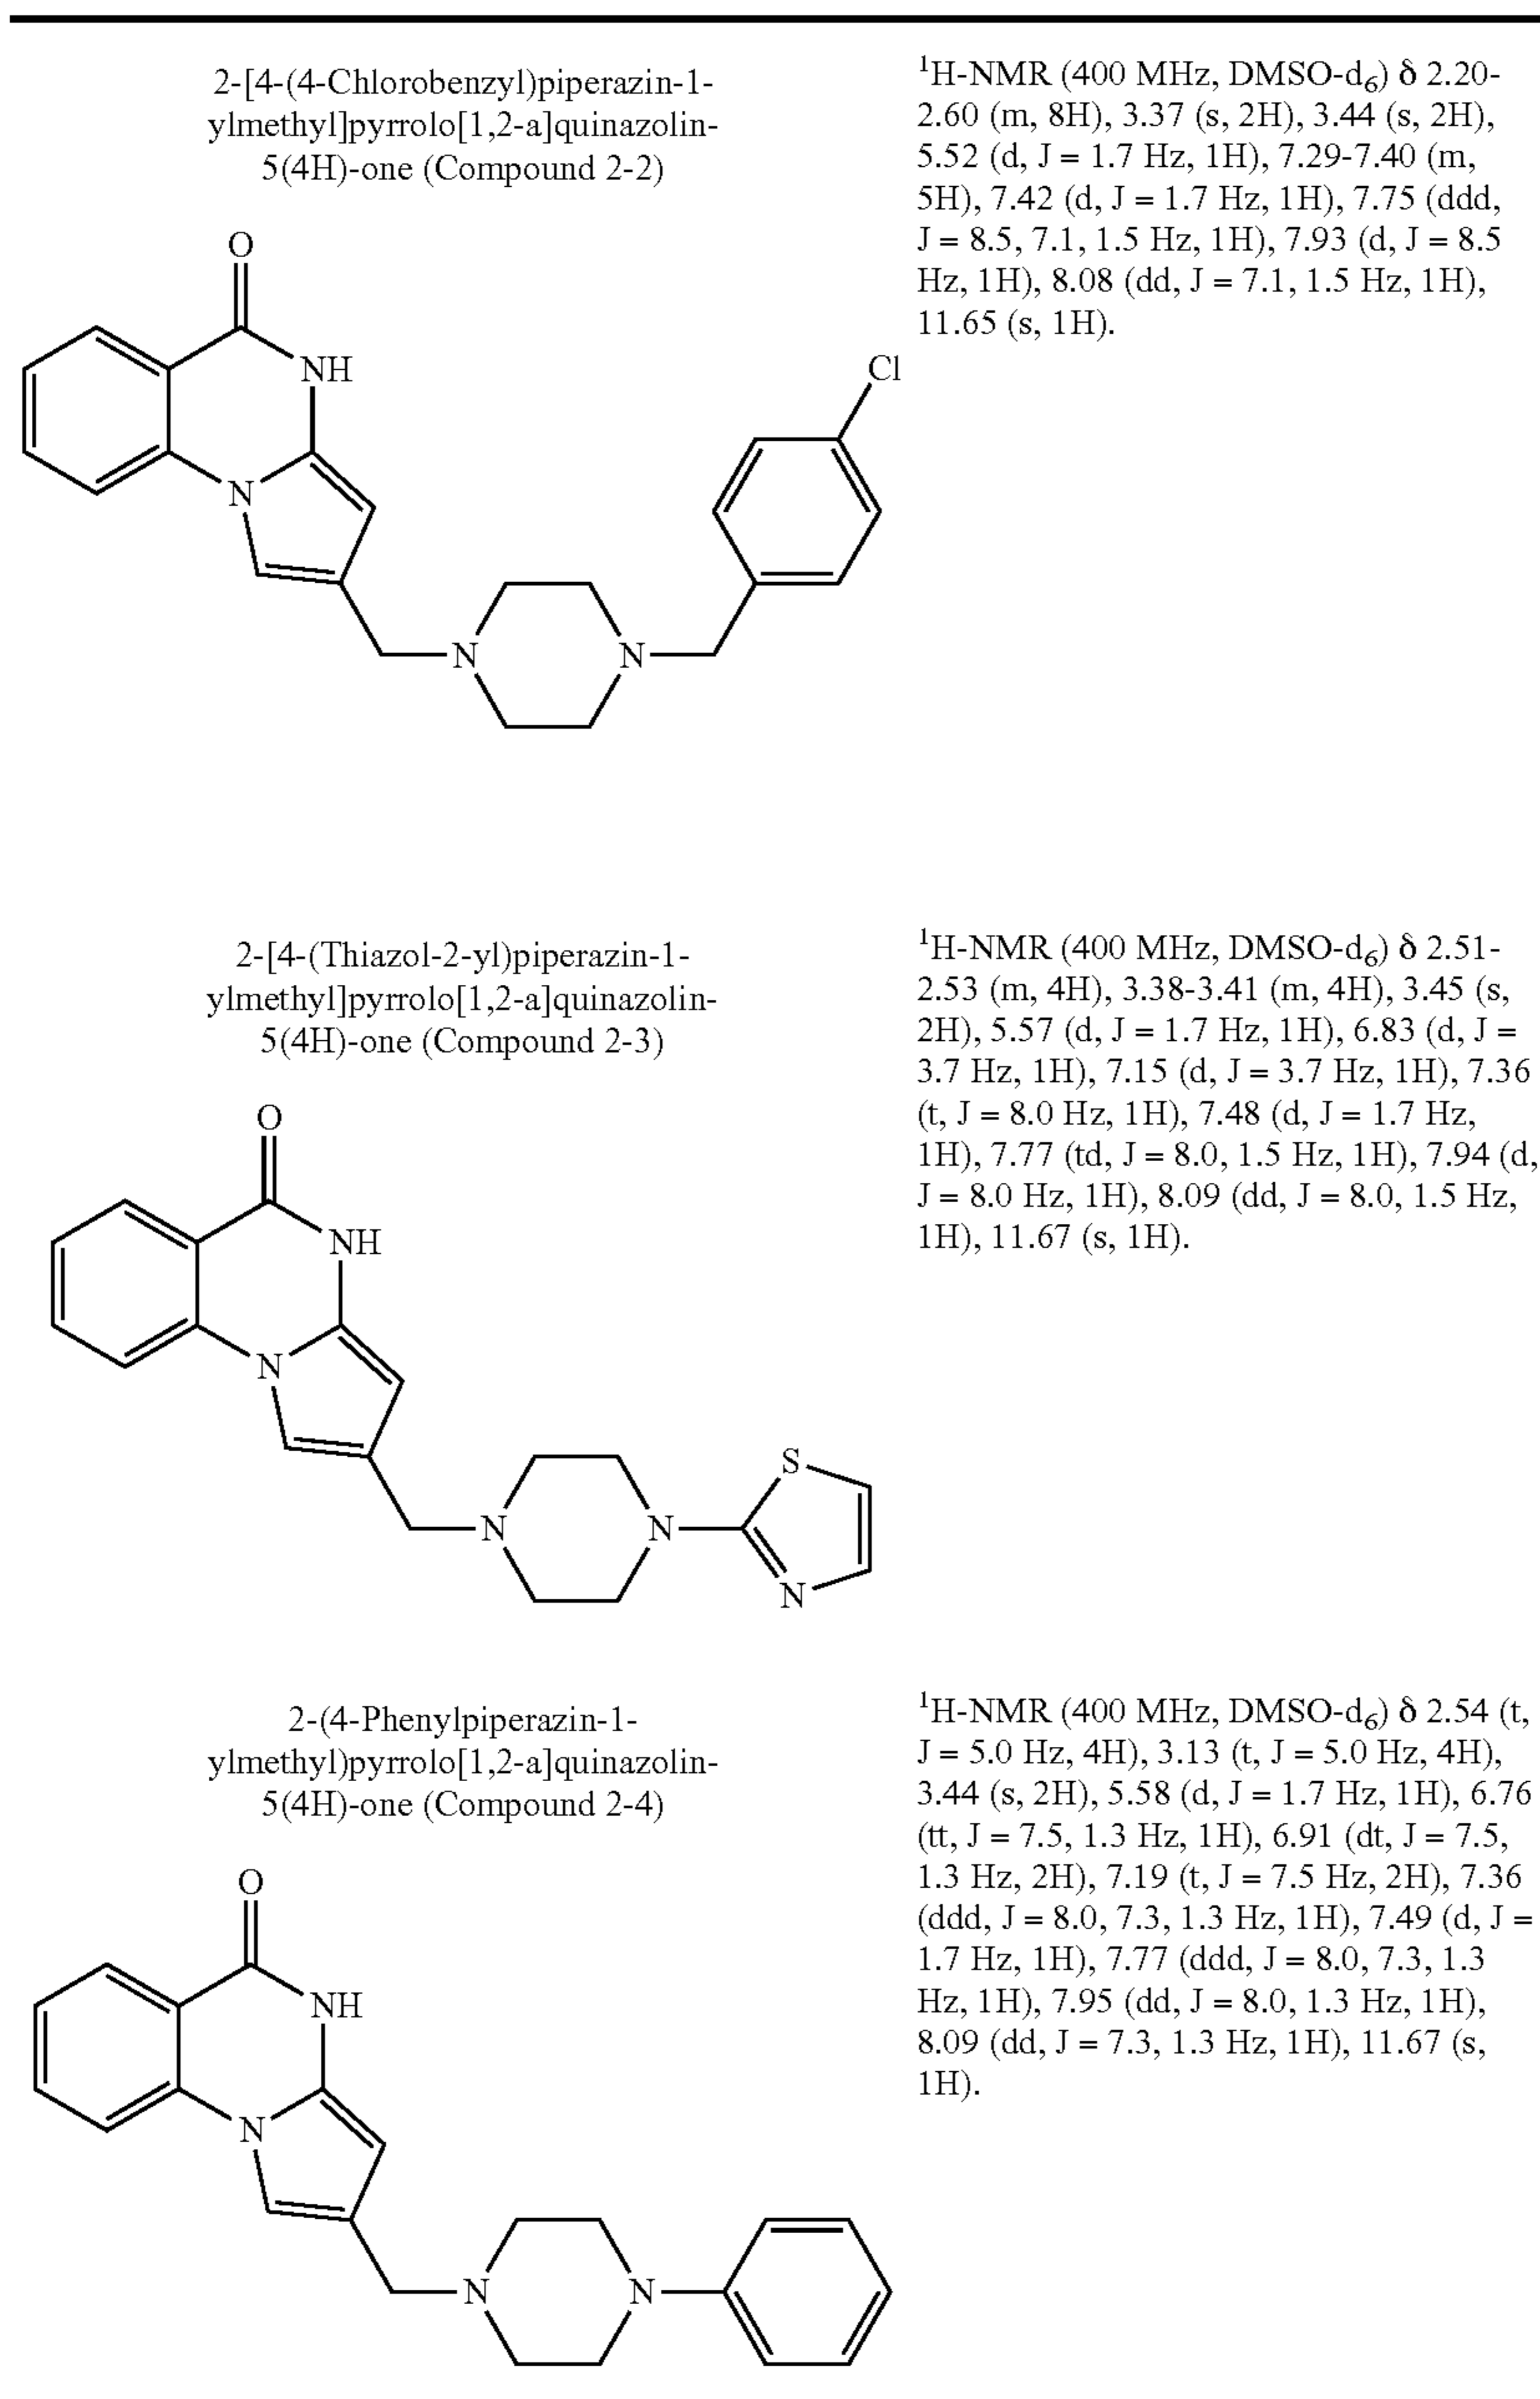 2-[4-(4-Chlorobenzyl)piperazin-1-
ylmethyl]pyrrolo[1,2-a]quinazolin-
5(4H)-one (Compound 2-2)
¹H-NMR (400 MHz, DMSO-d₆) δ 2.20-
2.60 (m, 8H), 3.37 (s, 2H), 3.44 (s, 2H),
5.52 (d, J = 1.7 Hz, 1H), 7.29-7.40 (m,
5H), 7.42 (d, J = 1.7 Hz, 1H), 7.75 (ddd,
J = 8.5, 7.1, 1.5 Hz, 1H), 7.93 (d, J = 8.5
Hz, 1H), 8.08 (dd, J = 7.1, 1.5 Hz, 1H),
11.65 (s, 1H).
O
NH
Cl
N
N
N
2-[4-(Thiazol-2-yl)piperazin-1-
ylmethyl]pyrrolo[1,2-a]quinazolin-
5(4H)-one (Compound 2-3)
¹H-NMR (400 MHz, DMSO-d₆) δ 2.51-
2.53 (m, 4H), 3.38-3.41 (m, 4H), 3.45 (s,
2H), 5.57 (d, J = 1.7 Hz, 1H), 6.83 (d, J =
3.7 Hz, 1H), 7.15 (d, J = 3.7 Hz, 1H), 7.36
(t, J = 8.0 Hz, 1H), 7.48 (d, J = 1.7 Hz,
1H), 7.77 (td, J = 8.0, 1.5 Hz, 1H), 7.94 (d,
J = 8.0 Hz, 1H), 8.09 (dd, J = 8.0, 1.5 Hz,
1H), 11.67 (s, 1H).
O
NH
N
S
N
N
N
2-(4-Phenylpiperazin-1-
ylmethyl)pyrrolo[1,2-a]quinazolin-
5(4H)-one (Compound 2-4)
¹H-NMR (400 MHz, DMSO-d₆) δ 2.54 (t,
J = 5.0 Hz, 4H), 3.13 (t, J = 5.0 Hz, 4H),
3.44 (s, 2H), 5.58 (d, J = 1.7 Hz, 1H), 6.76
(tt, J = 7.5, 1.3 Hz, 1H), 6.91 (dt, J = 7.5,
1.3 Hz, 2H), 7.19 (t, J = 7.5 Hz, 2H), 7.36
(ddd, J = 8.0, 7.3, 1.3 Hz, 1H), 7.49 (d, J =
1.7 Hz, 1H), 7.77 (ddd, J = 8.0, 7.3, 1.3
Hz, 1H), 7.95 (dd, J = 8.0, 1.3 Hz, 1H),
8.09 (dd, J = 7.3, 1.3 Hz, 1H), 11.67 (s,
1H).
O
NH
N
N
N